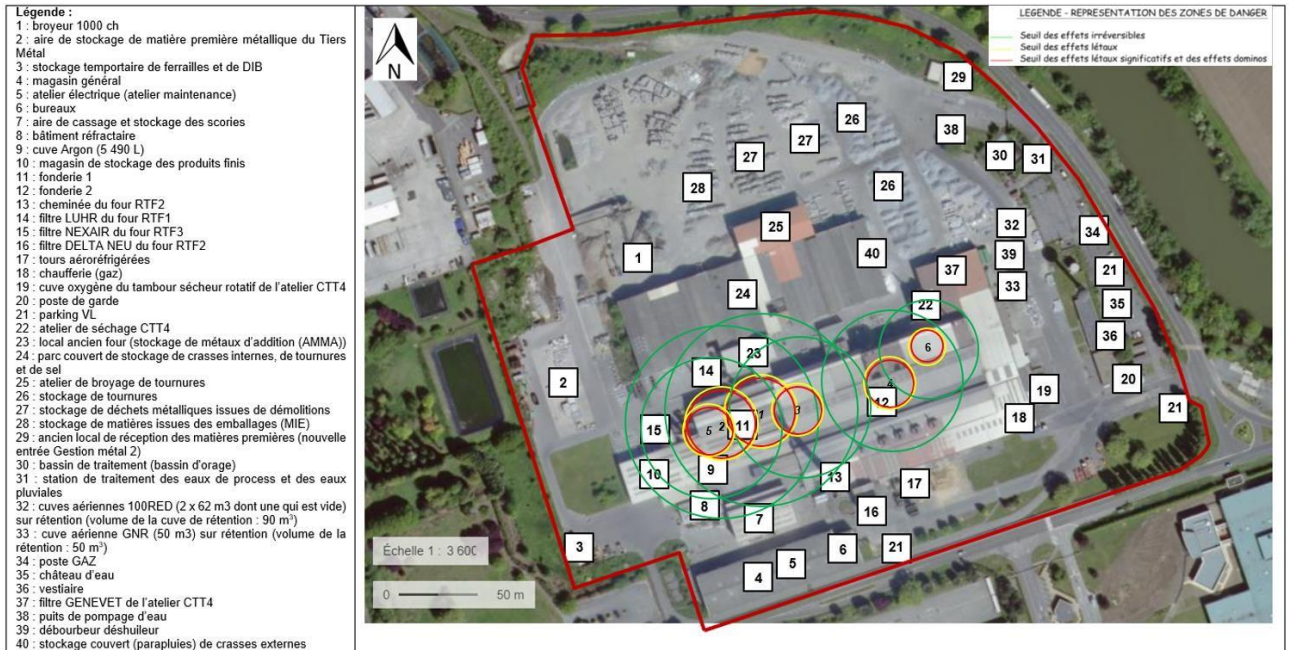 Légende :
1 : broyeur 1000 ch
2 : aire de stockage de matière première métallique du Tiers
Métal
3 : stockage temportaire de ferrailles et de DIB
4 : magasin général
5 : atelier électrique (atelier maintenance)
6 : bureaux
7 : aire de cassage et stockage des scories
8 : bâtiment réfractaire
9 : cuve Argon (5 490 L)
10 : magasin de stockage des produits finis
11 : fonderie 1
12 : fonderie 2
13 : cheminée du four RTF2
14 : filtre LUHR du four RTF1
15 : filtre NEXAIR du four RTF3
16 : filtre DELTA NEU du four RTF2
17 : tours aéroréfrigérées
18 : chaufferie (gaz)
19 : cuve oxygène du tambour sécheur rotatif de l'atelier CTT4
20 : poste de garde
21 : parking VL
22 : atelier de séchage CTT4
23 : local ancien four (stockage de métaux d'addition (AMMA))
24 : parc couvert de stockage de crasses internes, de tournures
et de sel
25 : atelier de broyage de tournures
26 : stockage de tournures
27 : stockage de déchets métalliques issues de démolitions
28 : stockage de matières issues des emballages (MIE)
29 : ancien local de réception des matières premières (nouvelle
entrée Gestion métal 2)
30 : bassin de traitement (bassin d'orage)
31 : station de traitement des eaux de process et des eaux
pluviales
32 : cuves aériennes 100RED (2 x 62 m3 dont une qui est vide)
sur rétention (volume de la cuve de rétention : 90 m³)
33 : cuve aérienne GNR (50 m3) sur rétention (volume de la
rétention : 50 m³)
34 : poste GAZ
35 : château d'eau
36 : vestiaire
37 : filtre GENEVET de l'atelier CTT4
38 : puits de pompage d'eau
39 : débourbeur déshuileur
40 : stockage couvert (parapluies) de crasses externes
N
LEGENDE - REPRESENTATION DES ZONES DE DANGER
Seuil des effets irréversibles
Seuil des effets létaux
Seuil des effets létaux significatifs et des effets dominos
29
26
38
27
27
30
31
28
26
25
32
34
1
40
39
37
21
33
24
22
35
36
6
23
14
2
4
20
19
12
3
1
21
2
11
5
15
18
9
10
13
17
8
7
16
3
6
21
5
4
Échelle 1 : 3 600
0 50 m